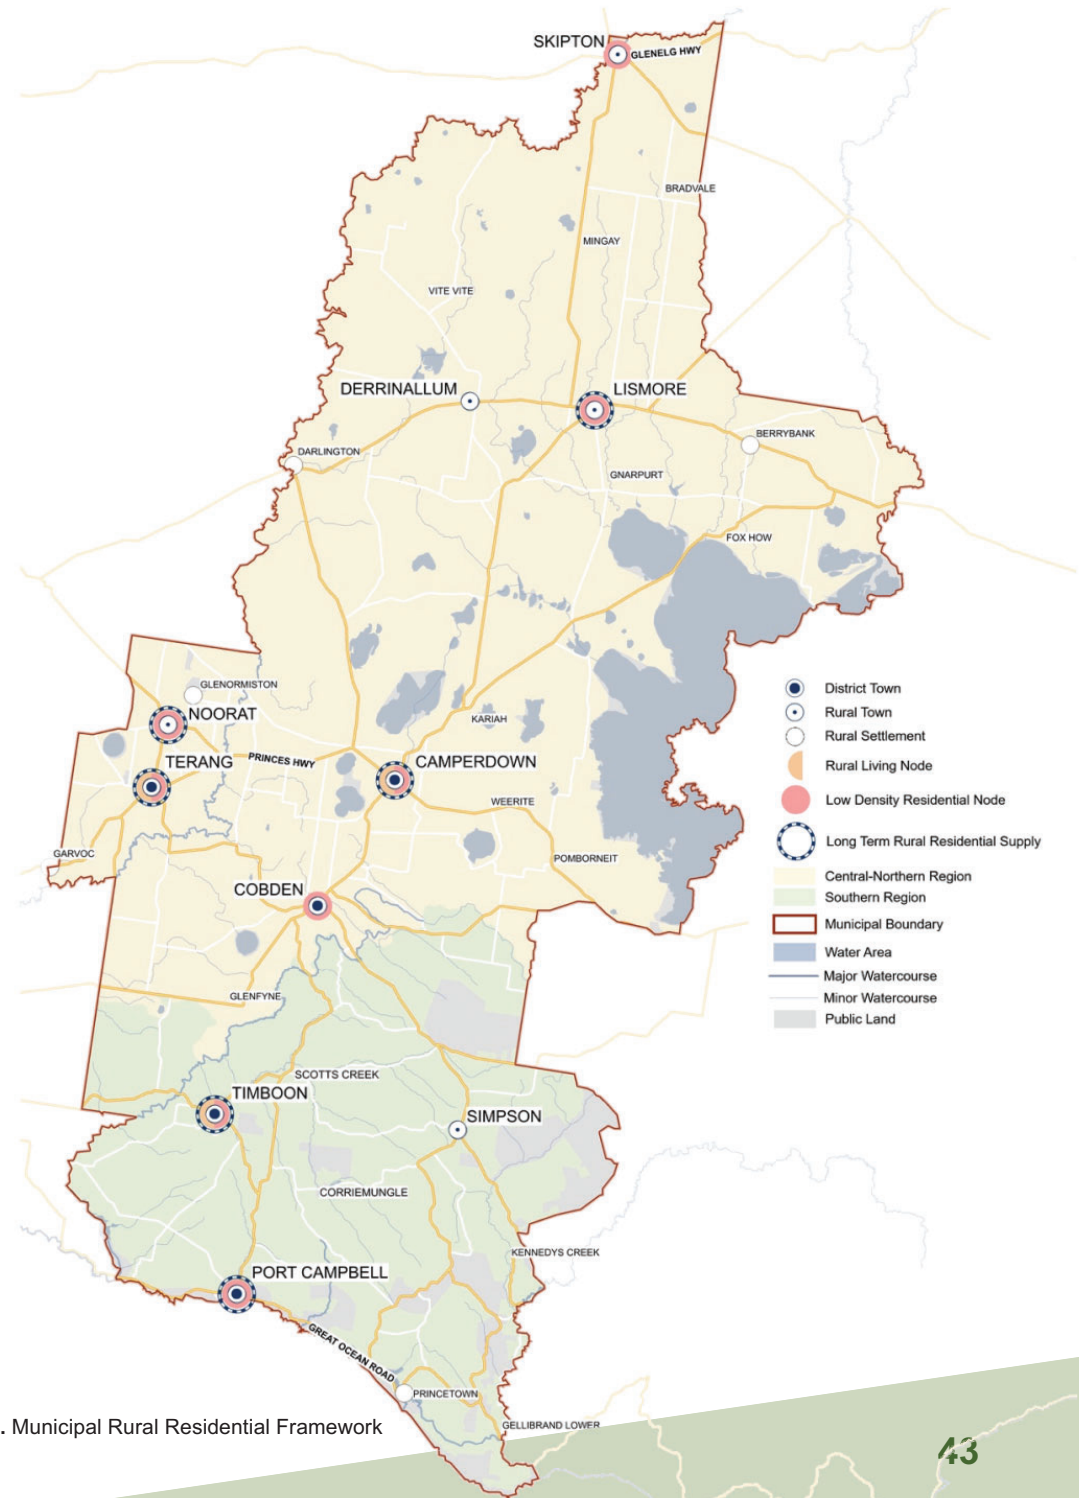 SKIPTON
GLENELG HWY
BRADVALE
MINGAY
VITE VITE
DERRINALLUM
LISMORE
BERRYBANK
DARLINGTON
GNARPURT
FOX HOW
GLENORMISTON
NOORAT
KARIAH
TERANG
PRINCES HWY
CAMPERDOWN
WEERITE
GARVOC
POMBORNEIT
COBDEN
GLENFYNE
SCOTTS CREEK
TIMBOON
SIMPSON
CORRIEMUNGLE
KENNEDYS CREEK
PORT CAMPBELL
GREAT OCEAN ROAD
PRINCETOWN
GELLIBRAND LOWER
District Town
Rural Town
Rural Settlement
Rural Living Node
Low Density Residential Node
Long Term Rural Residential Supply
Central-Northern Region
Southern Region
Municipal Boundary
Water Area
Major Watercourse
Minor Watercourse
Public Land
. Municipal Rural Residential Framework
43